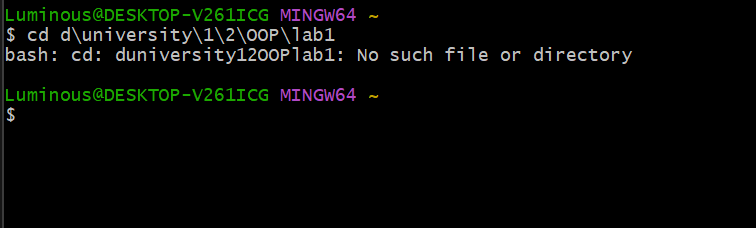 Luminous@DESKTOP-V261ICG MINGW64 ~
$ cd d\university\1\2\OOP\lab1
bash: cd: duniversity12OOPlab1: No such file or directory
Luminous@DESKTOP-V261ICG MINGW64 ~
$